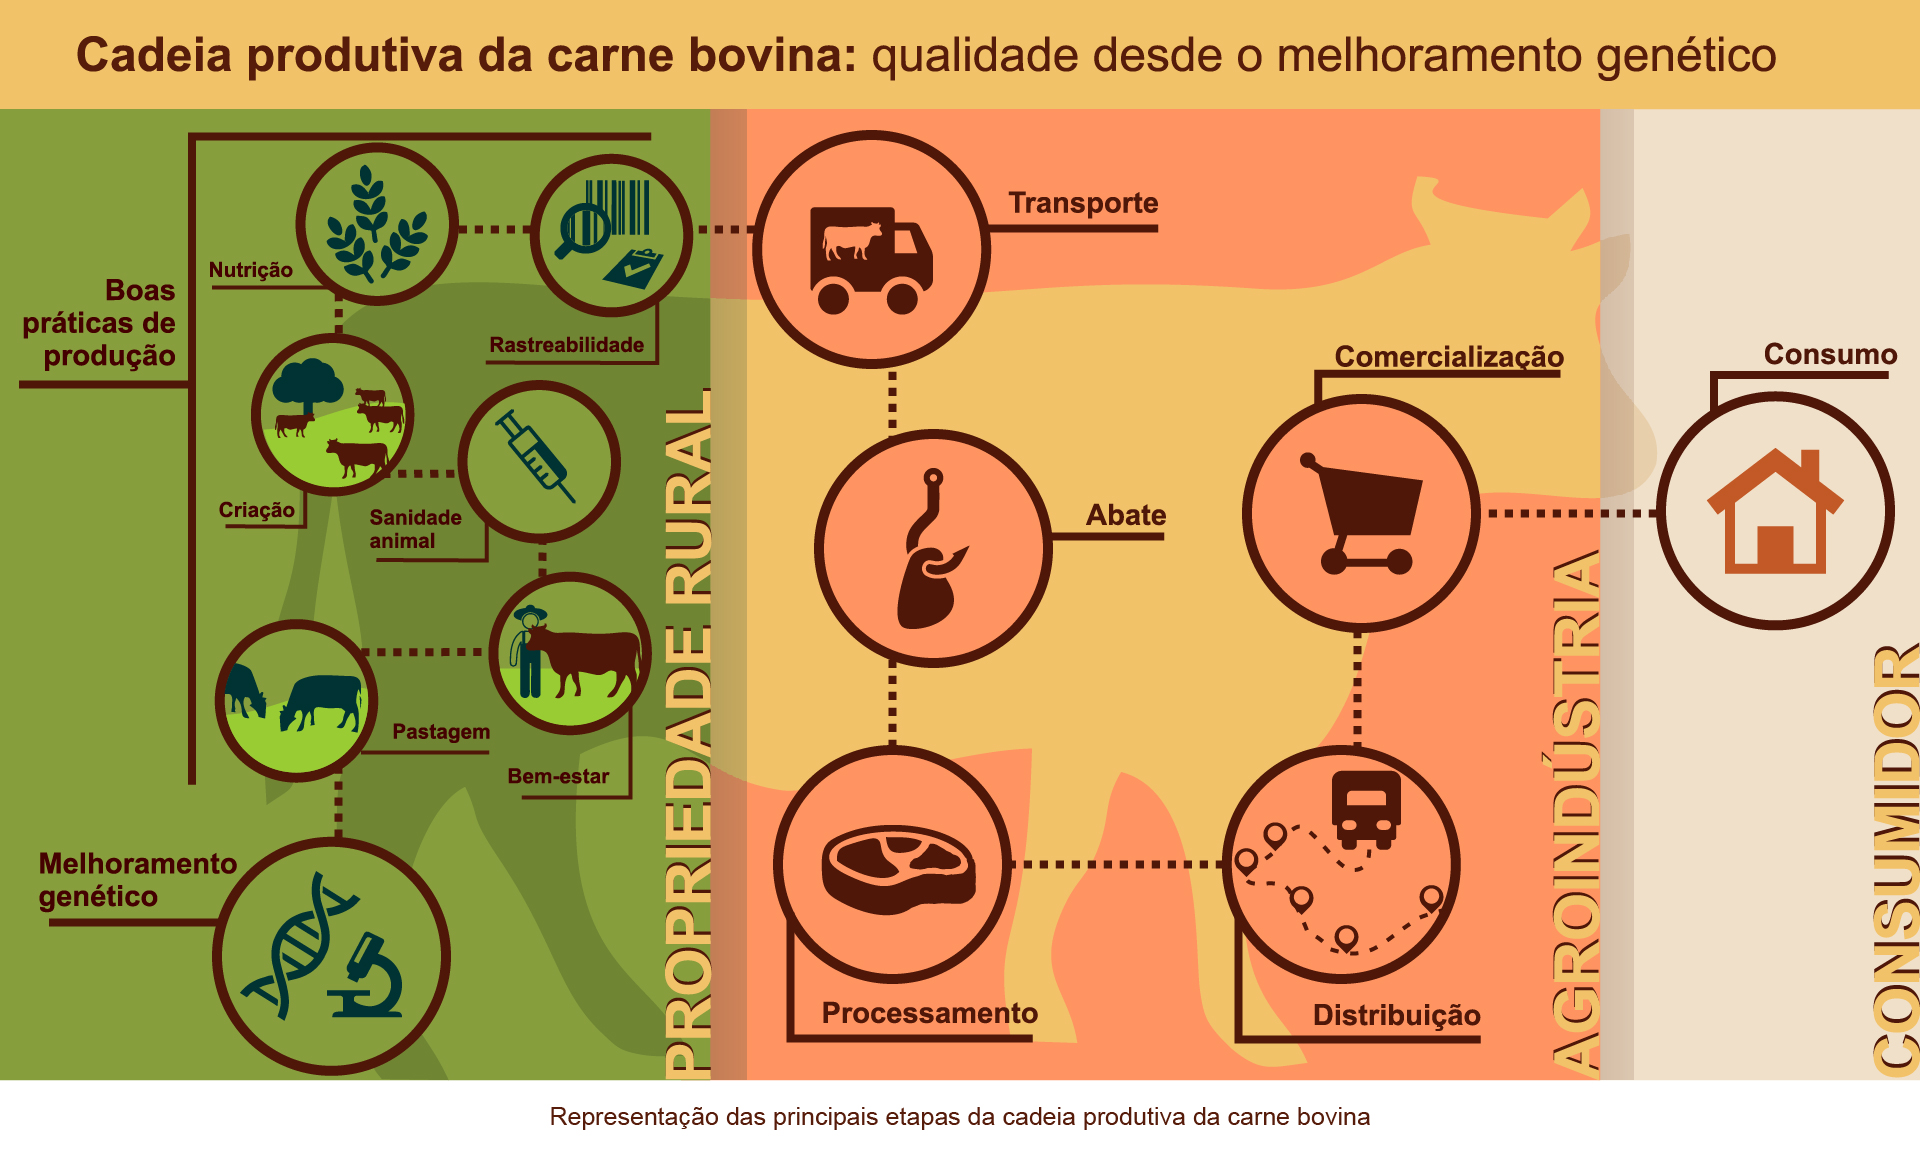 Cadeia produtiva da carne bovina: qualidade desde o melhoramento genético
Nutrição
Rastreabilidade
Boas
práticas de
produção
Criação
Sanidade
animal
Pastagem
Bem-estar
Melhoramento
genético
PROPRIEDADE RURAL
Transporte
Abate
Processamento
Distribuição
Comercialização
AGROINDÚSTRIA
Consumo
CONSUMIDOR
Representação das principais etapas da cadeia produtiva da carne bovina